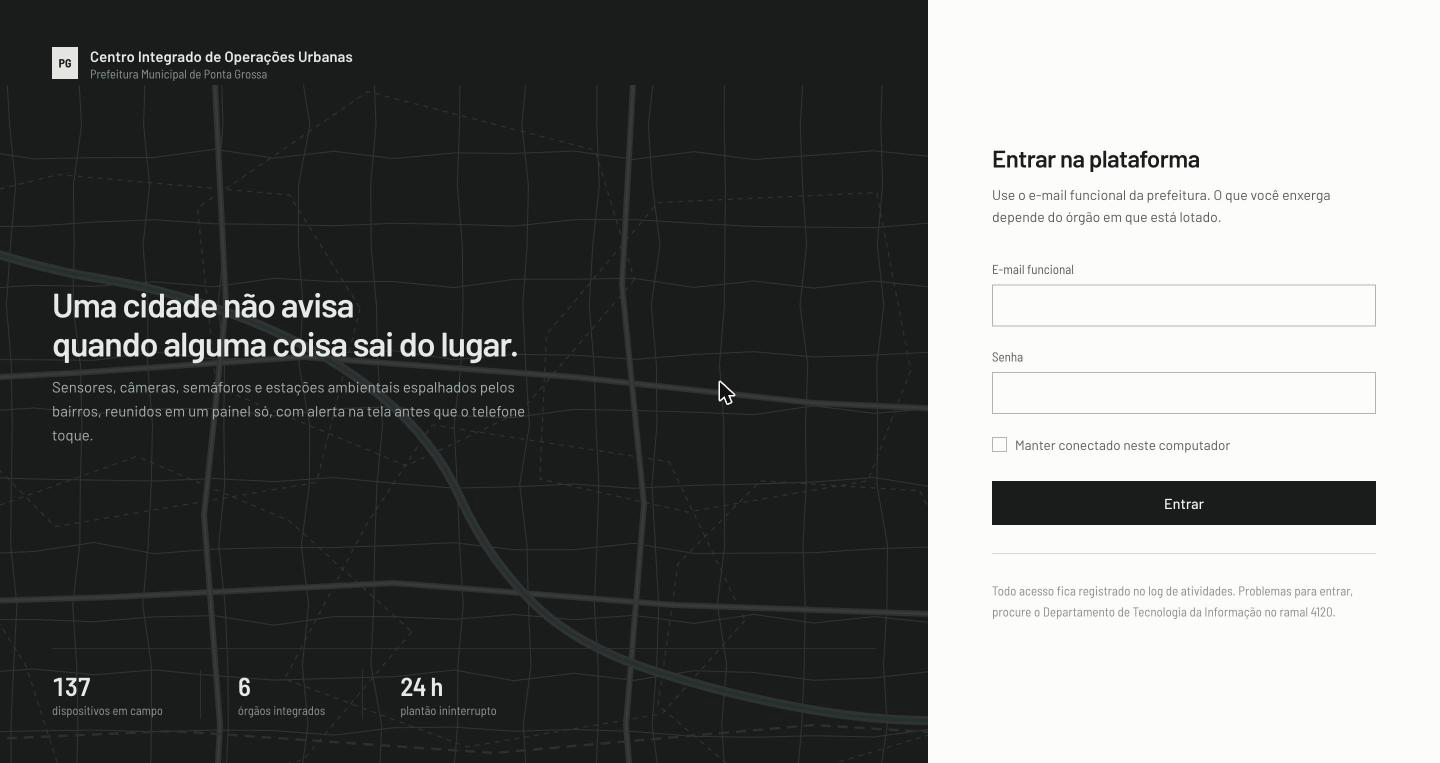 PG
Centro Integrado de Operações Urbanas
Prefeitura Municipal de Ponta Grossa
Uma cidade não avisa
quando alguma coisa sai do lugar.
Sensores, câmeras, semáforos e estações ambientais espalhados pelos
bairros, reunidos em um painel só, com alerta na tela antes que o telefone
toque.
137
dispositivos em campo
6
órgãos integrados
24 h
plantão ininterrupto
Entrar na plataforma
Use o e-mail funcional da prefeitura. O que você enxerga
depende do órgão em que está lotado.
E-mail funcional
Senha
Manter conectado neste computador
Entrar
Todo acesso fica registrado no log de atividades. Problemas para entrar,
procure o Departamento de Tecnologia da Informação no ramal 4120.